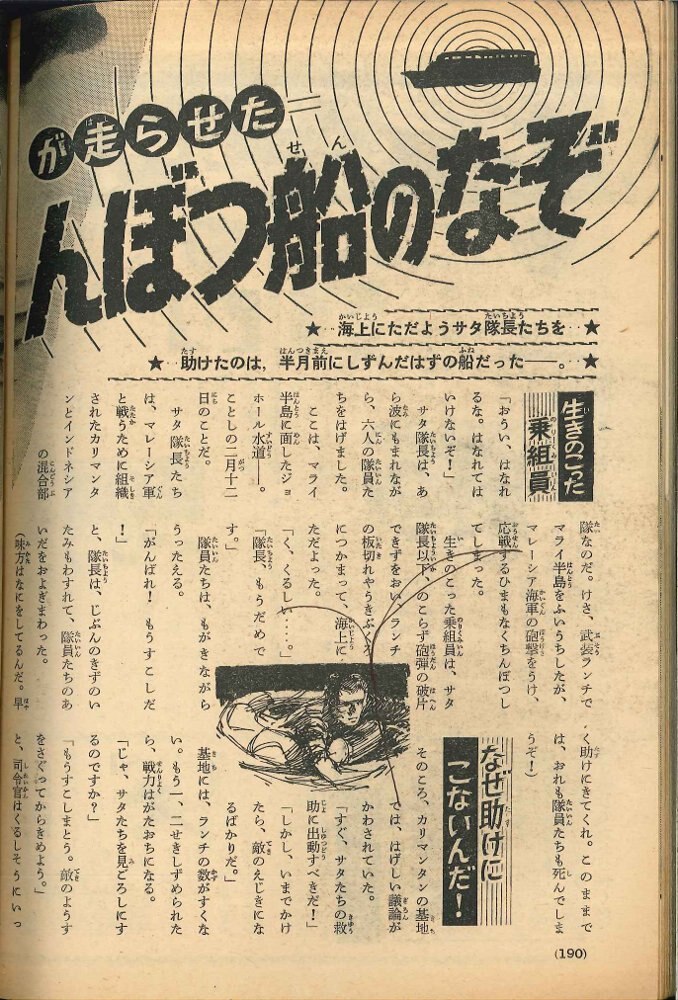 が走らせた＝
んぼつ船のなぞ
★‥海上にただようサタ隊長たちを‥★
★‥助けたのは，半月前にしずんだはずの船だった――。‥★
生きのこった
乗組員
「おうい、はなれ
るな。はなれては
いけないぞ！」
サタ隊長は、あ
ら波にもまれなが
ら、六人の隊員た
ちをはげました。
ここは、マライ
半島に面したジョ
ホール水道――。
ことしの二月十二
日のことだ。
サタ隊長たち
は、マレーシア軍
と戦うために組織
されたカリマンタ
ンとインドネシア
の混合部
隊なのだ。けさ、武装ランチで
マライ半島をふいうちしたが、
マレーシア海軍の砲撃をうけ、
応戦するひまもなくちんぼつし
てしまった。
生きのこった乗組員は、サタ
隊長以下、のこらず砲弾の破片
できずをおい、ランチ
の板切れやうきぶくろ
につかまって、海上に
ただよった。
「く、くるしい‥‥。」
「隊長、もうだめで
す。」
隊員たちは、もがきながら
うったえる。
「がんばれ！　もうすこしだ
！」
と、隊長は、じぶんのきずのい
たみもわすれて、隊員たちのあ
いだをおよぎまわった。
（味方はなにをしてるんだ。早
く助けにきてくれ。このままで
は、おれも隊員たちも死んでしま
うぞ！）
なぜ助けに
こないんだ！
そのころ、カリマンタンの基地
では、はげしい議論が
かわされていた。
「すぐ、サタたちの救
助に出動すべきだ！」
「しかし、いまでかけ
たら、敵のえじきにな
るばかりだ。」
基地には、ランチの数がすくな
い。もう一、二せきしずめられた
ら、戦力はがたおちになる。
「じゃ、サタたちを見ごろしにす
るのですか？」
「もうすこしまとう。敵のようす
をさぐってからきめよう。」
と、司令官はくるしそうにいっ
(190)